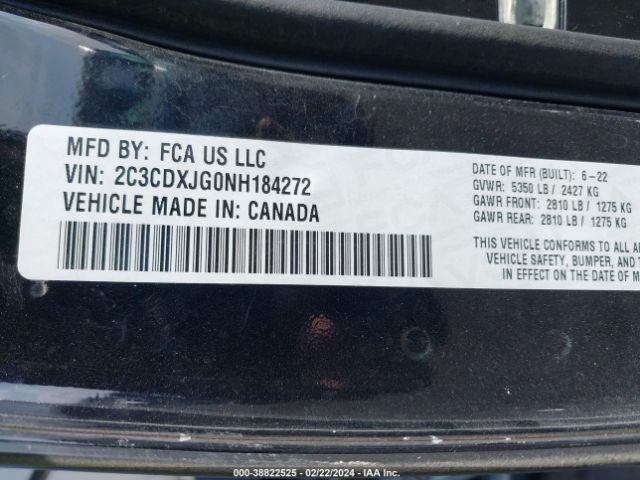 MFD BY: FCA US LLC
VIN: 2C3CDXJG0NH184272
VEHICLE MADE IN: CANADA
DATE OF MFR (BUILT): 6-22
GVWR: 5350 LB / 2427 KG
GAWR FRONT: 2810 LB / 1275 KG
GAWR REAR: 2810 LB / 1275 KG
THIS VEHICLE CONFORMS TO ALL
VEHICLE SAFETY, BUMPER, AND
IN EFFECT ON THE DATE OF
000-38822525 - 02/22/2024 - IAAI.com